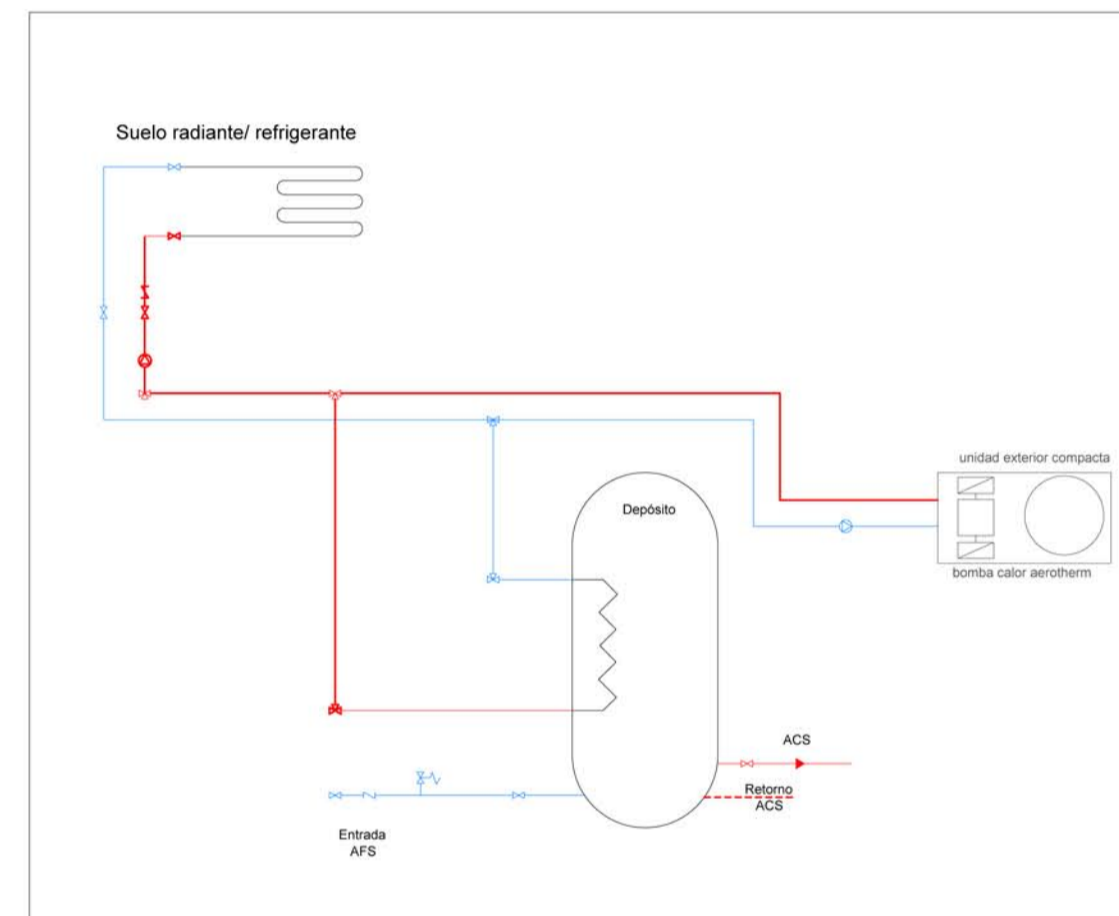 Suelo radiante/ refrigerante
unidad exterior compacta
bomba calor aerotherm
Depósito
ACS
Retorno
ACS
Entrada
AFS